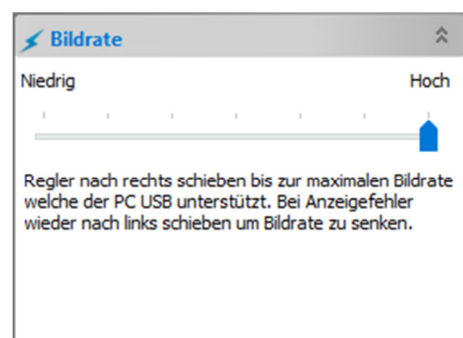 Bildrate
Niedrig Hoch
Regler nach rechts schieben bis zur maximalen Bildrate
welche der PC USB unterstützt. Bei Anzeigefehler
wieder nach links schieben um Bildrate zu senken.